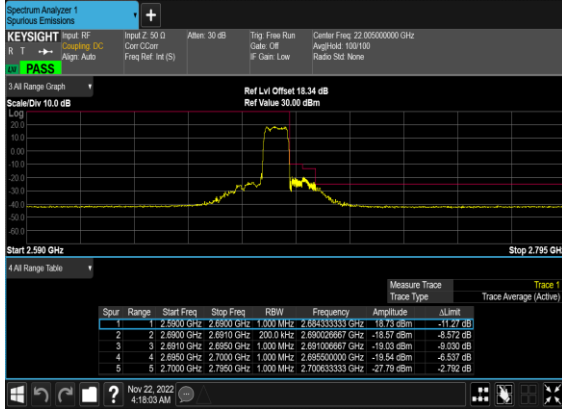 Spectrum Analyzer 1
Spurious Emissions
+
KEYSIGHT Input: RF Input Z: 50 Ω Atten: 30 dB Trig: Free Run Center Freq: 22.005000000 GHz
R T Coupling: DC Corr CCorr Gate: Off Avg|Hold: 100/100
Align: Auto Freq Ref: Int (S) IF Gain: Low Radio Std: None
PASS
3 All Range Graph
Ref Lvl Offset 18.34 dB
Scale/Div 10.0 dB Ref Value 30.00 dBm
Log
20.0
10.0
0.00
-10.0
-20.0
-30.0
-40.0
-50.0
-60.0
Start 2.590 GHz Stop 2.795 GHz
4 All Range Table
Measure Trace Trace 1
Trace Type Trace Average (Active)
Spur Range Start Freq Stop Freq RBW Frequency Amplitude ΔLimit
1 1 2.5900 GHz 2.6900 GHz 1.000 MHz 2.684333333 GHz 18.73 dBm -11.27 dB
2 2 2.6900 GHz 2.6910 GHz 200.0 kHz 2.690026667 GHz -18.57 dBm -8.572 dB
3 3 2.6910 GHz 2.6950 GHz 1.000 MHz 2.691006667 GHz -19.03 dBm -9.030 dB
4 4 2.6950 GHz 2.7000 GHz 1.000 MHz 2.695500000 GHz -19.54 dBm -6.537 dB
5 5 2.7000 GHz 2.7950 GHz 1.000 MHz 2.700633333 GHz -27.79 dBm -2.792 dB
?
Nov 22, 2022
4:18:03 AM